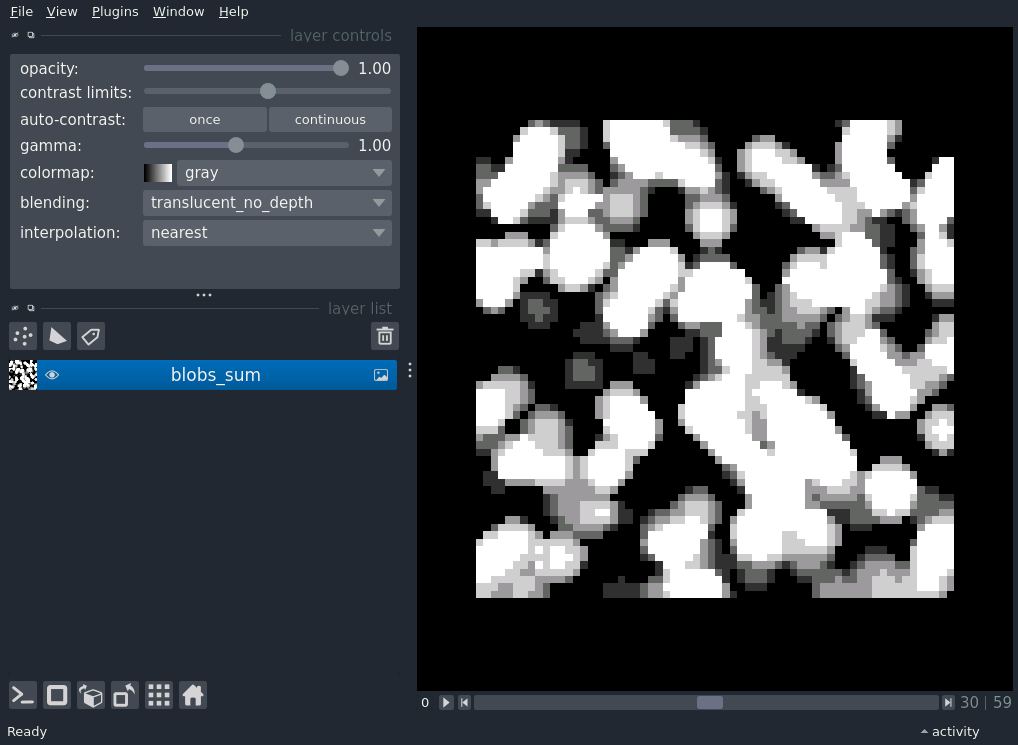 File View Plugins Window Help
layer controls
opacity: 1.00
contrast limits:
auto-contrast: once continuous
gamma: 1.00
colormap: gray
blending: translucent_no_depth
interpolation: nearest
layer list
blobs_sum
0 30 | 59
Ready activity